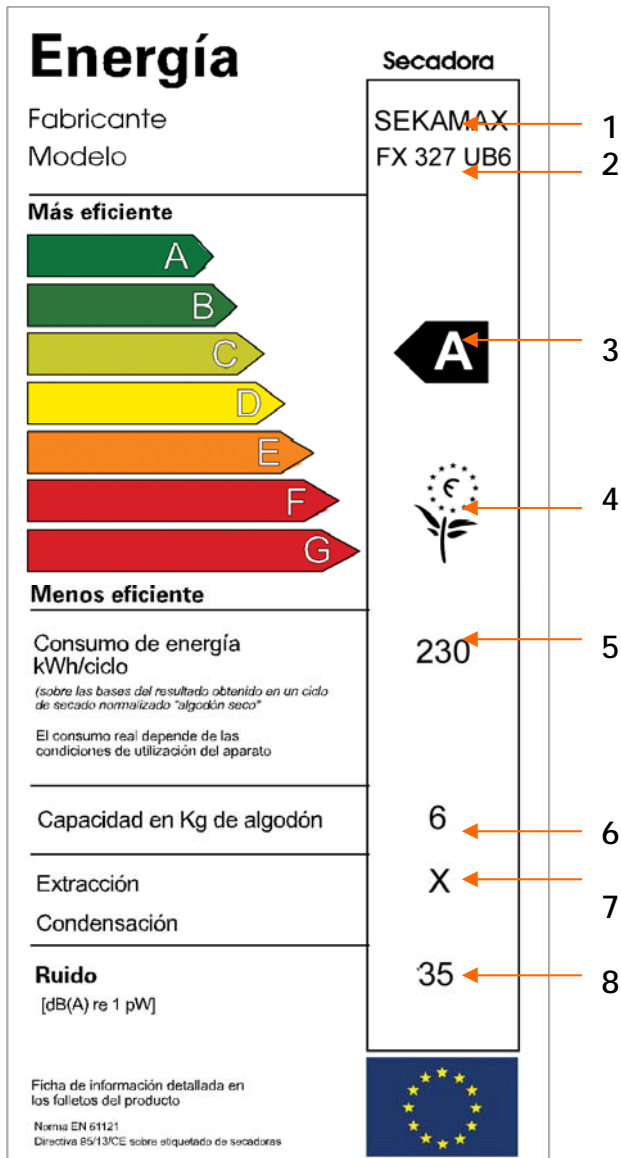 Energía
Secadora
Fabricante SEKAMAX 1
Modelo FX 327 UB6 2
Más eficiente
A
B
C A 3
D
E
F 4
G
Menos eficiente
Consumo de energía 230 5
kWh/ciclo
(sobre las bases del resultado obtenido en un ciclo
de secado normalizado "algodón seco"
El consumo real depende de las
condiciones de utilización del aparato
Capacidad en Kg de algodón 6 6
Extracción X 7
Condensación
Ruido 35 8
[dB(A) re 1 pW]
Ficha de información detallada en
los folletos del producto
Norma EN 61121
Directiva 95/13/CE sobre etiquetado de secadoras